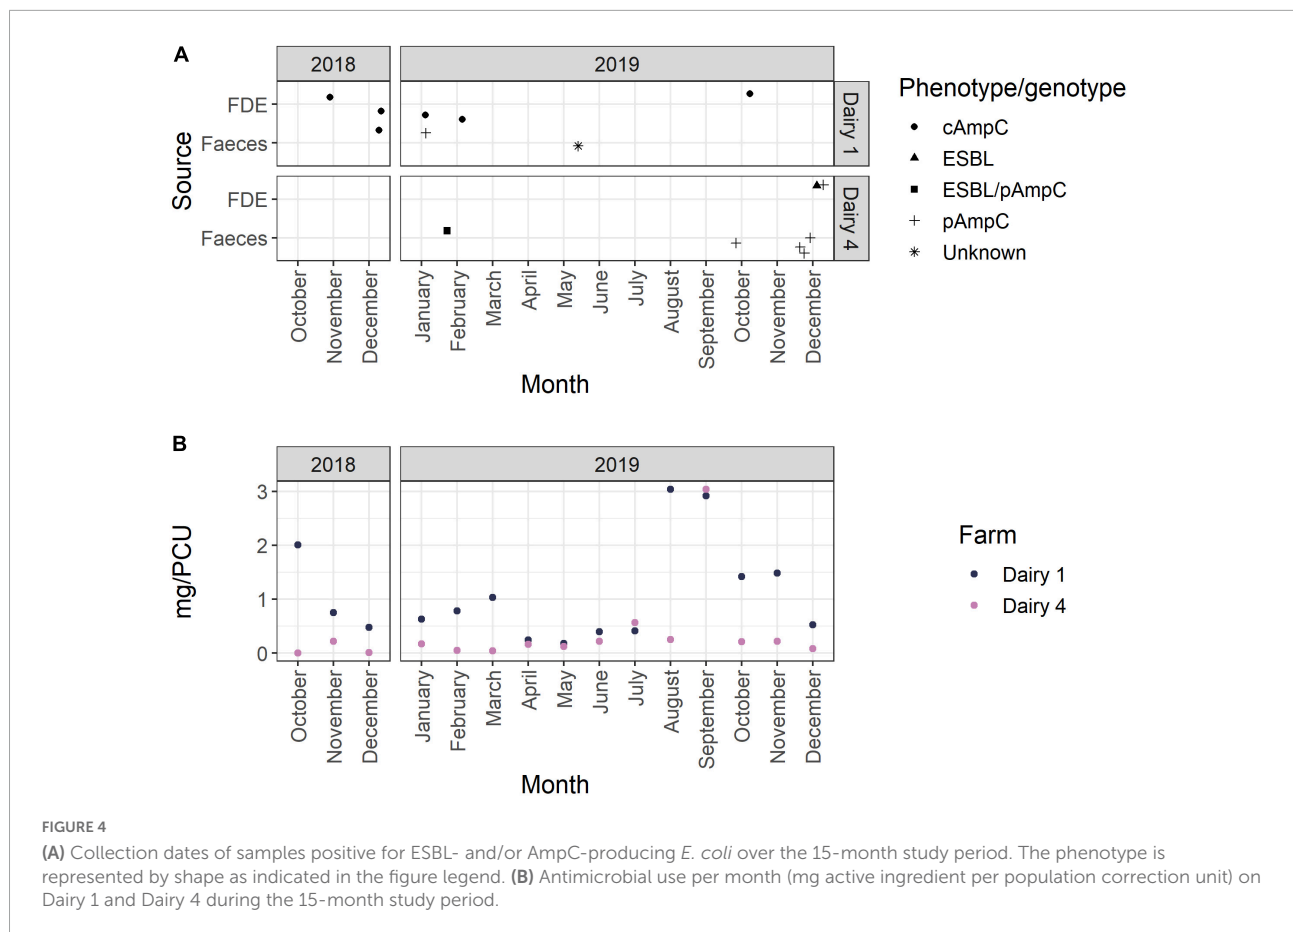 A
2018
2019
Source
FDE
Faeces
Dairy 1
FDE
Faeces
Dairy 4
October
November
December
January
February
March
April
May
June
July
August
September
October
November
December
Month
Phenotype/genotype
cAmpC
ESBL
ESBL/pAmpC
pAmpC
Unknown
B
2018
2019
mg/PCU
3
2
1
0
October
November
December
January
February
March
April
May
June
July
August
September
October
November
December
Month
Farm
Dairy 1
Dairy 4
FIGURE 4
(A) Collection dates of samples positive for ESBL- and/or AmpC-producing E. coli over the 15-month study period. The phenotype is
represented by shape as indicated in the figure legend. (B) Antimicrobial use per month (mg active ingredient per population correction unit) on
Dairy 1 and Dairy 4 during the 15-month study period.